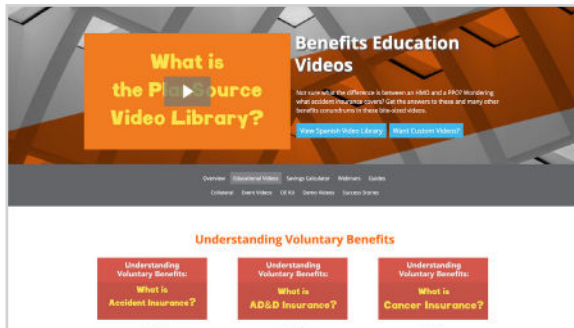 What is
the PlanSource
Video Library?
Benefits Education
Videos
Not sure what the difference is between an HMO and a PPO? Wondering
what accident insurance covers? Get the answers to these and many other
benefits conundrums in these bite-sized videos.
View Spanish Video Library Want Custom Videos?
Overview Educational Videos Savings Calculator Webinars Guides
Collateral Event Videos OE Kit Demo Videos Success Stories
Understanding Voluntary Benefits
Understanding
Voluntary Benefits:
What is
Accident Insurance?
Understanding
Voluntary Benefits:
What is
AD&D Insurance?
Understanding
Voluntary Benefits:
What is
Cancer Insurance?